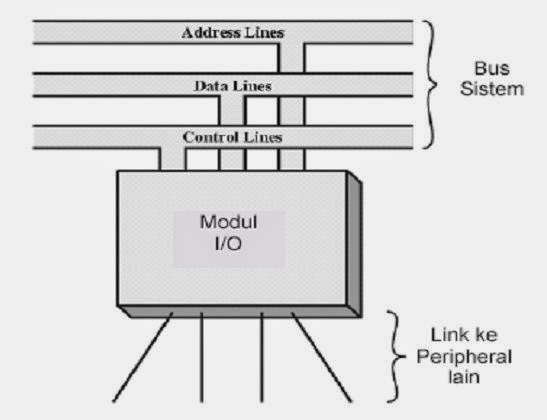 Address Lines
Data Lines
Control Lines
Bus
Sistem
Modul
I/O
Link ke
Peripheral
lain